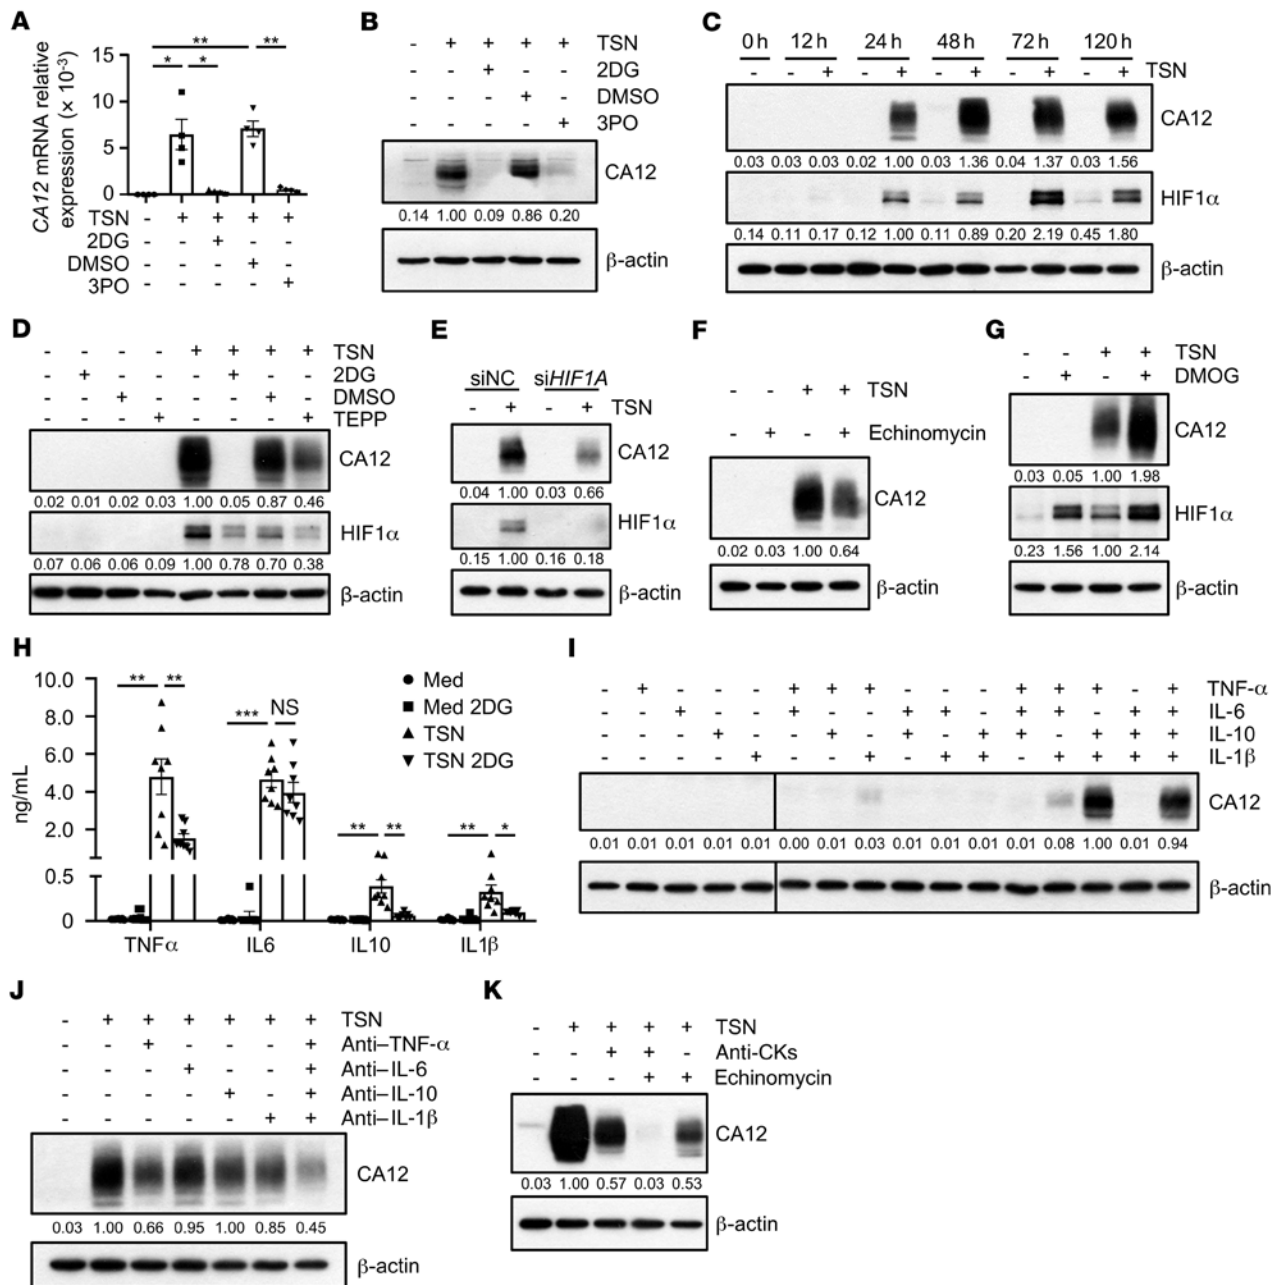 A
CA12 mRNA relative
expression (× 10-3)
15
10
5
0
** **
* *
TSN - + + + +
2DG - - + - -
DMSO - - - + -
3PO - - - - +
B
- + + + + TSN
- - + - - 2DG
- - - + - DMSO
- - - - + 3PO
CA12
0.14 1.00 0.09 0.86 0.20
β-actin
C
0 h 12 h 24 h 48 h 72 h 120 h
- - + - + - + - + - + TSN
CA12
0.03 0.03 0.03 0.02 1.00 0.03 1.36 0.04 1.37 0.03 1.56
HIF1α
0.14 0.11 0.17 0.12 1.00 0.11 0.89 0.20 2.19 0.45 1.80
β-actin
D
- - - - + + + + TSN
- + - - - + - - 2DG
- - + - - - + - DMSO
- - - + - - - + TEPP
CA12
0.02 0.01 0.02 0.03 1.00 0.05 0.87 0.46
HIF1α
0.07 0.06 0.06 0.09 1.00 0.78 0.70 0.38
β-actin
E
siNC siHIF1A
- + - + TSN
CA12
0.04 1.00 0.03 0.66
HIF1α
0.15 1.00 0.16 0.18
β-actin
F
- - + + TSN
- + - + Echinomycin
CA12
0.02 0.03 1.00 0.64
β-actin
G
- - + + TSN
- + - + DMOG
CA12
0.03 0.05 1.00 1.98
HIF1α
0.23 1.56 1.00 2.14
β-actin
H
ng/mL
10.0
8.0
6.0
4.0
2.0
0.5
0
** **
*** NS
** **
** *
Med
Med 2DG
TSN
TSN 2DG
TNFα IL6 IL10 IL1β
I
- + - - - + + + - - - + + + - + TNF-α
- - + - - + - - + + - + + - + + IL-6
- - - + - - + - + - + + - + + + IL-10
- - - - + - - + - + + - + + + + IL-1β
CA12
0.01 0.01 0.01 0.01 0.01 0.00 0.01 0.03 0.01 0.01 0.01 0.01 0.08 1.00 0.01 0.94
β-actin
J
- + + + + + + TSN
- - + - - - + Anti–TNF-α
- - - + - - + Anti–IL-6
- - - - + - + Anti–IL-10
- - - - - + + Anti–IL-1β
CA12
0.03 1.00 0.66 0.95 1.00 0.85 0.45
β-actin
K
- + + + + TSN
- - + + - Anti-CKs
- - - + + Echinomycin
CA12
0.03 1.00 0.57 0.03 0.53
β-actin